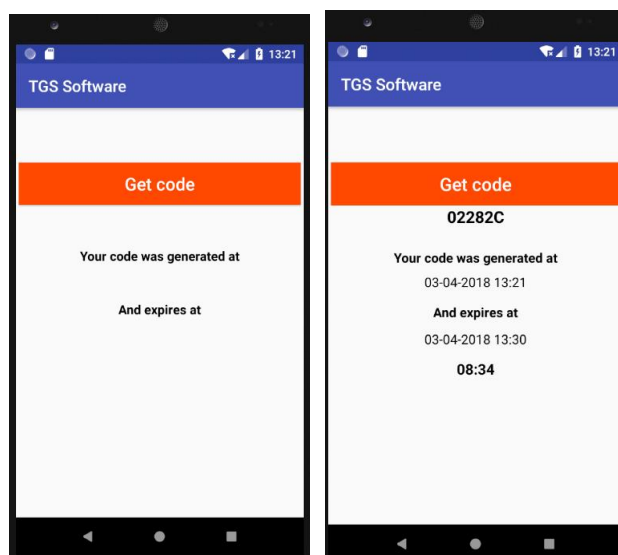 13:21
TGS Software
Get code
Your code was generated at
And expires at
13:21
TGS Software
Get code
02282C
Your code was generated at
03-04-2018 13:21
And expires at
03-04-2018 13:30
08:34